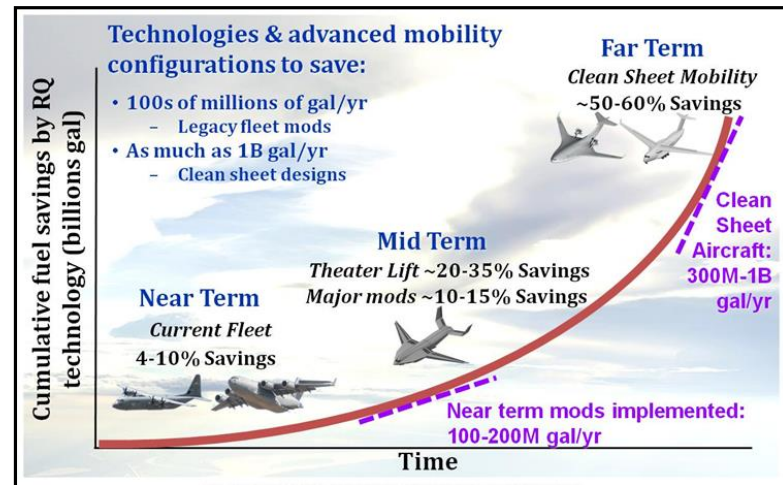 Technologies & advanced mobility
configurations to save:
• 100s of millions of gal/yr
– Legacy fleet mods
• As much as 1B gal/yr
– Clean sheet designs
Far Term
Clean Sheet Mobility
~50-60% Savings
Clean
Sheet
Aircraft:
300M-1B
gal/yr
Mid Term
Theater Lift ~20-35% Savings
Major mods ~10-15% Savings
Near Term
Current Fleet
4-10% Savings
Near term mods implemented:
100-200M gal/yr
Cumulative fuel savings by RQ
technology (billions gal)
Time